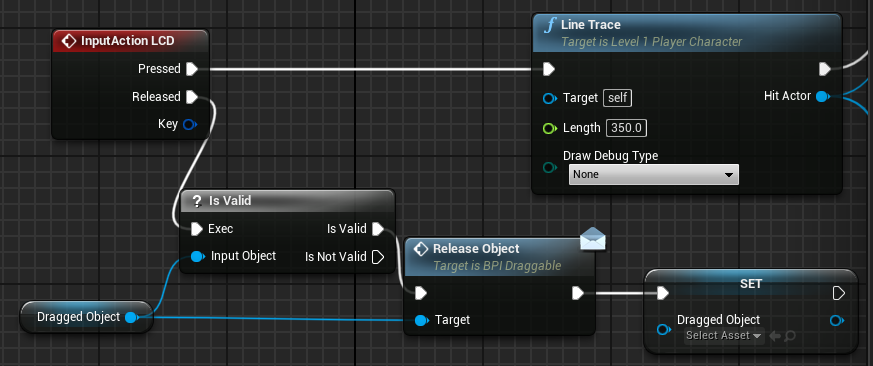 InputAction LCD
Pressed
Released
Key
f Line Trace
Target is Level 1 Player Character
Target self
Hit Actor
Length 350.0
Draw Debug Type
None
? Is Valid
Exec Is Valid
Input Object Is Not Valid
Release Object
Target is BPI Draggable
Target
Dragged Object
SET
Dragged Object
Select Asset